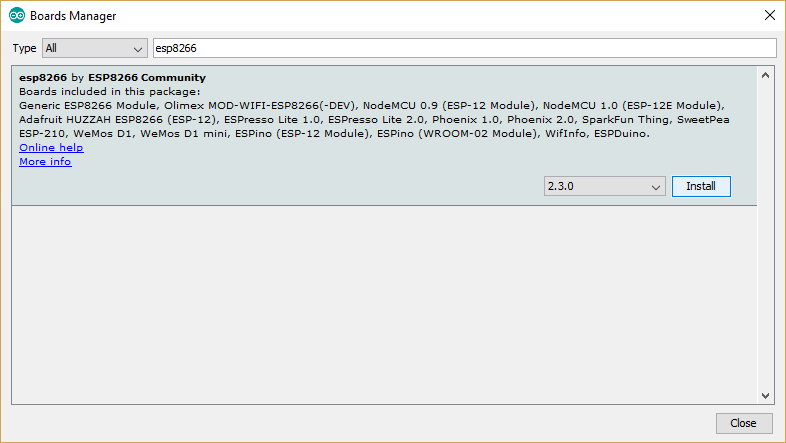 Boards Manager
Type All esp8266
esp8266 by ESP8266 Community
Boards included in this package:
Generic ESP8266 Module, Olimex MOD-WIFI-ESP8266(-DEV), NodeMCU 0.9 (ESP-12 Module), NodeMCU 1.0 (ESP-12E Module),
Adafruit HUZZAH ESP8266 (ESP-12), ESPresso Lite 1.0, ESPresso Lite 2.0, Phoenix 1.0, Phoenix 2.0, SparkFun Thing, SweetPea
ESP-210, WeMos D1, WeMos D1 mini, ESPino (ESP-12 Module), ESPino (WROOM-02 Module), WifInfo, ESPDuino.
Online help
More info
2.3.0 Install
Close